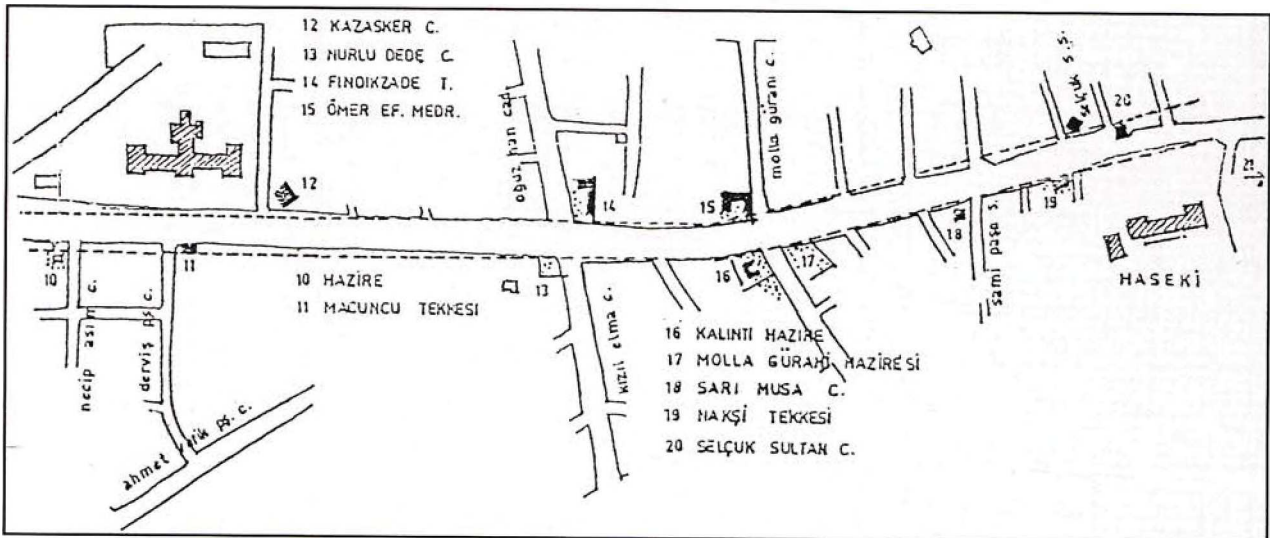 12 KAZASKER C.
13 NURLU DEDE C.
14 FINDIKZADE T.
15 ÖMER EF. MEDR.
oğuz han cad
molla gürani c.
selçuk s. s.
20
12
14
15
19
18
21
10
11
13
16
17
10 HAZİRE
11 MACUNCU TEKKESİ
necip asım c.
derviş pş. c.
ahmet
pş. c.
kızıl elma c.
sami paşa s.
HASEKİ
16 KALINTI HAZİRE
17 MOLLA GÜRANİ HAZİRESİ
18 SARI MUSA C.
19 NAKŞİ TEKKESİ
20 SELÇUK SULTAN C.